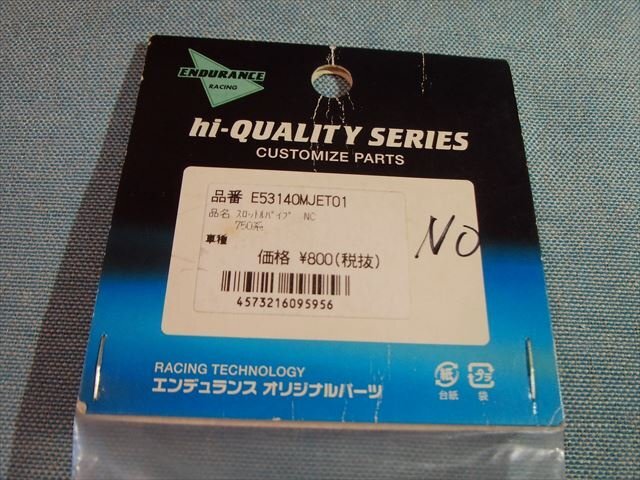 ENDURANCE
RACING
hi-QUALITY SERIES
CUSTOMIZE PARTS
品番 E53140MJET01
品名 スロットルパイプ NC
750系
車種
価格 ¥800(税抜)
4573216095956
NO
RACING TECHNOLOGY
エンデュランス オリジナルパーツ
台紙
プラ
袋